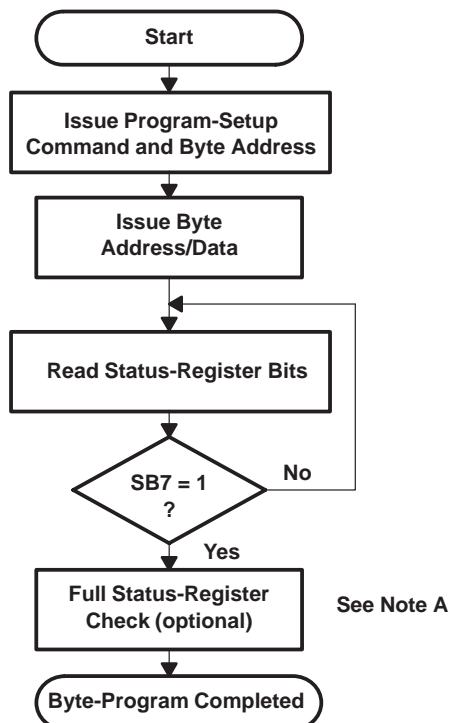 Start
Issue Program-Setup
Command and Byte Address
Issue Byte
Address/Data
Read Status-Register Bits
SB7 = 1
?
No
Yes
Full Status-Register
Check (optional)
See Note A
Byte-Program Completed